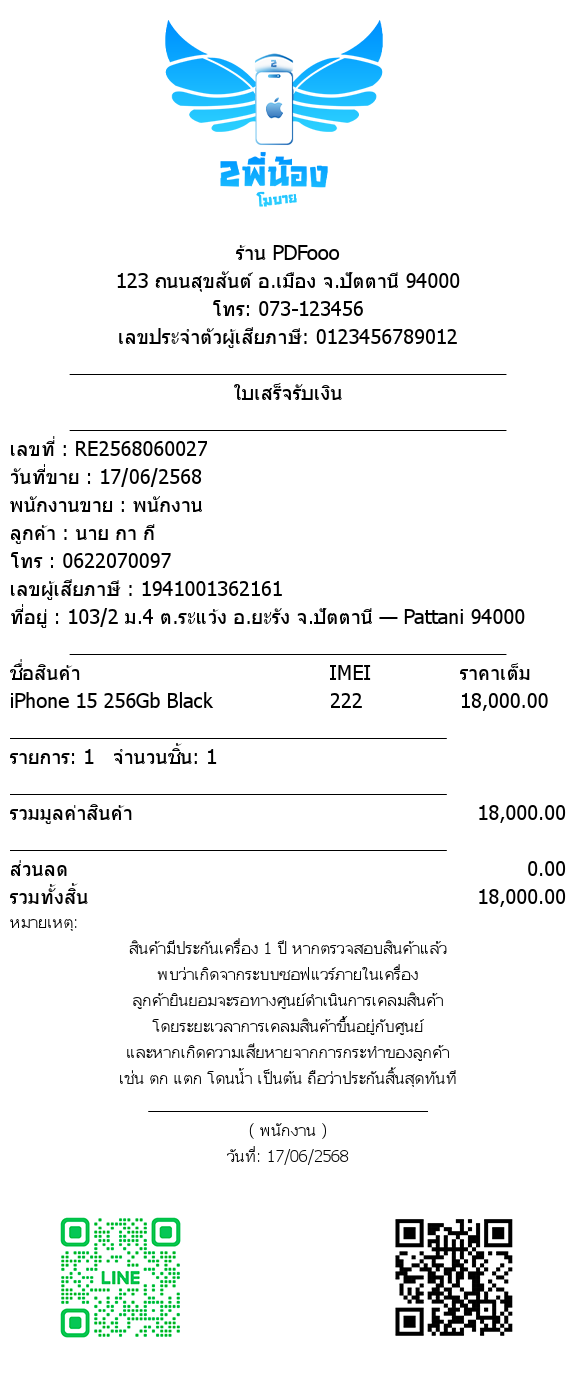 2
2พี่น้อง
โมบาย
ร้าน PDFooo
123 ถนนสุขสันต์ อ.เมือง จ.ปัตตานี 94000
โทร: 073-123456
เลขประจำตัวผู้เสียภาษี: 0123456789012
ใบเสร็จรับเงิน
เลขที่ : RE2568060027
วันที่ขาย : 17/06/2568
พนักงานขาย : พนักงาน
ลูกค้า : นาย กา กี
โทร : 0622070097
เลขผู้เสียภาษี : 1941001362161
ที่อยู่ : 103/2 ม.4 ต.ระแว้ง อ.ยะรัง จ.ปัตตานี — Pattani 94000
ชื่อสินค้า IMEI ราคาเต็ม
iPhone 15 256Gb Black 222 18,000.00
รายการ: 1 จำนวนชิ้น: 1
รวมมูลค่าสินค้า 18,000.00
ส่วนลด 0.00
รวมทั้งสิ้น 18,000.00
หมายเหตุ:
สินค้ามีประกันเครื่อง 1 ปี หากตรวจสอบสินค้าแล้ว
พบว่าเกิดจากระบบซอฟแวร์ภายในเครื่อง
ลูกค้ายินยอมจะรอทางศูนย์ดำเนินการเคลมสินค้า
โดยระยะเวลาการเคลมสินค้าขึ้นอยู่กับศูนย์
และหากเกิดความเสียหายจากการกระทำของลูกค้า
เช่น ตก แตก โดนน้ำ เป็นต้น ถือว่าประกันสิ้นสุดทันที
( พนักงาน )
วันที่: 17/06/2568
LINE